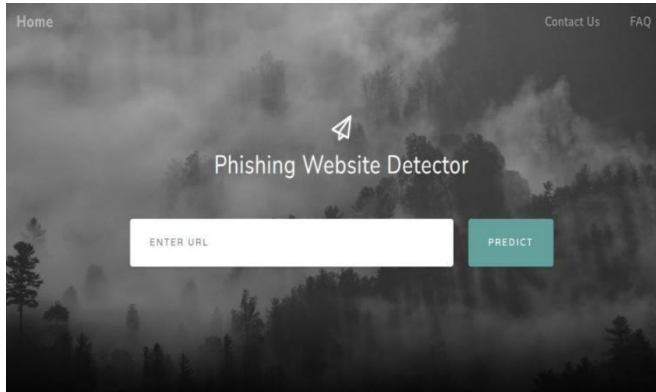 Home
Contact Us FAQ
Phishing Website Detector
ENTER URL
PREDICT